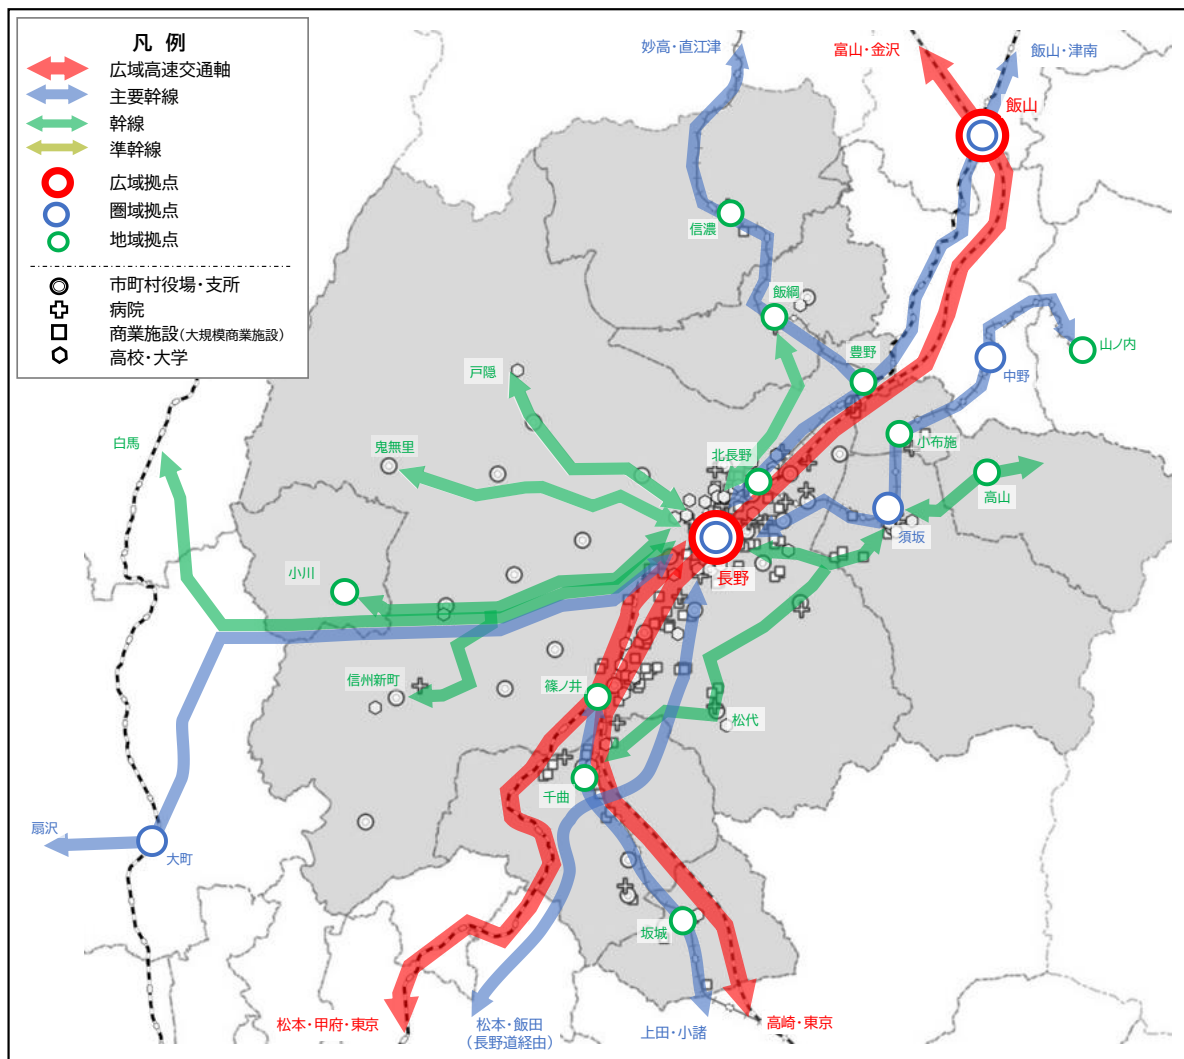 凡 例
広域高速交通軸
主要幹線
幹線
準幹線
広域拠点
圏域拠点
地域拠点
市町村役場・支所
病院
商業施設(大規模商業施設)
高校・大学
妙高・直江津
富山・金沢
飯山・津南
飯山
信濃
飯綱
豊野
山ノ内
中野
戸隠
白馬
鬼無里
北長野
小布施
高山
須坂
長野
小川
信州新町
篠ノ井
松代
千曲
扇沢
大町
坂城
松本・甲府・東京
松本・飯田
(長野道経由)
上田・小諸
高崎・東京